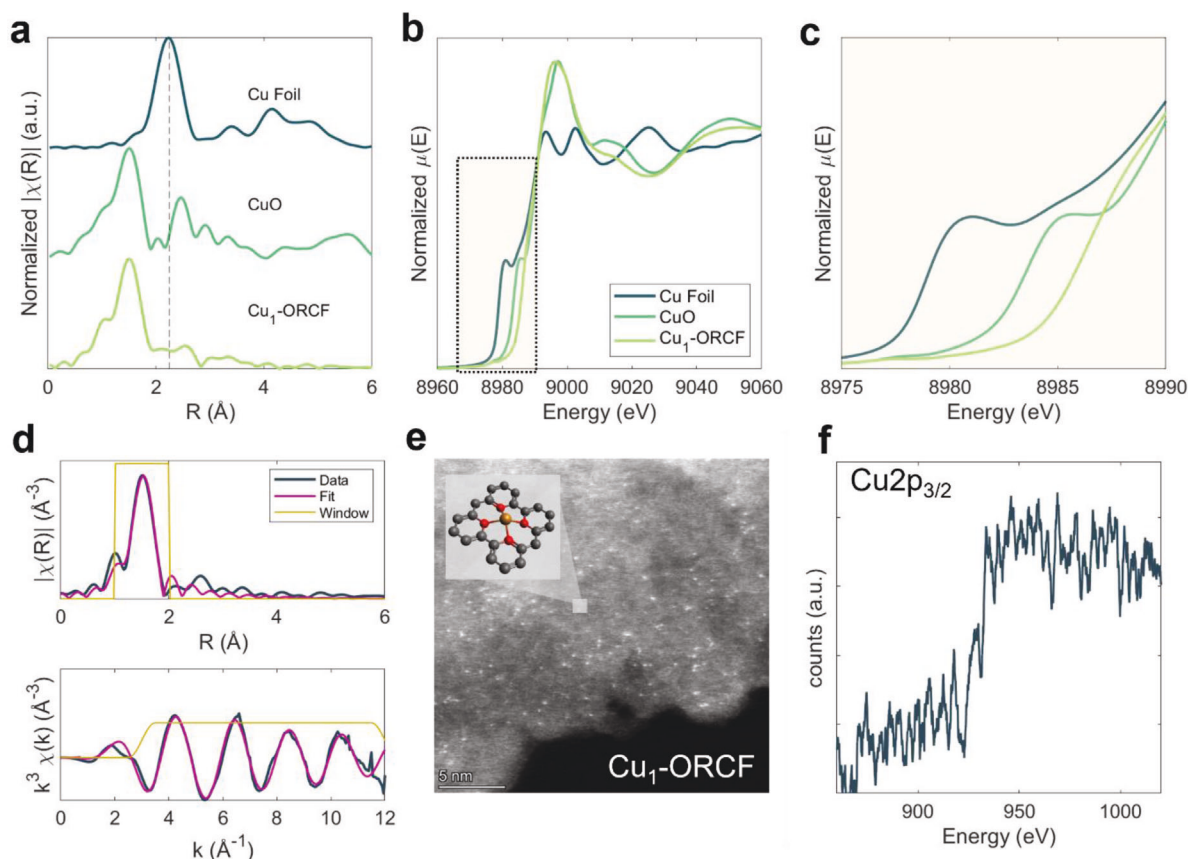 a
Normalized |χ(R)| (a.u.)
Cu Foil
CuO
Cu₁-ORCF
0 2 4 6
R (Å)
b
Normalized μ(E)
Cu Foil
CuO
Cu₁-ORCF
8960 8980 9000 9020 9040 9060
Energy (eV)
c
Normalized μ(E)
8975 8980 8985 8990
Energy (eV)
d
|χ(R)| (Å⁻³)
Data
Fit
Window
0 2 4 6
R (Å)
k³ χ(k) (Å⁻³)
0 2 4 6 8 10 12
k (Å⁻¹)
e
5 nm
Cu₁-ORCF
f
Cu2p₃/₂
counts (a.u.)
900 950 1000
Energy (eV)